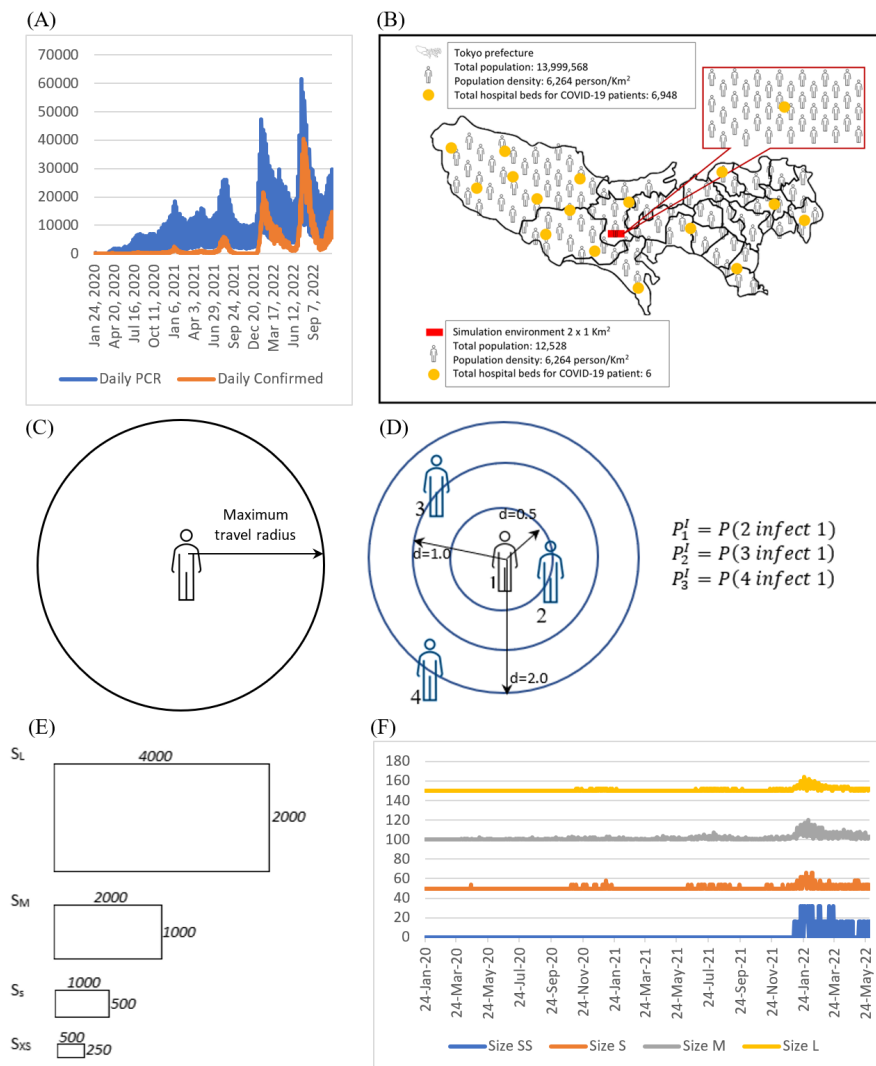 (A)
70000
60000
50000
40000
30000
20000
10000
0
Jan 24, 2020
Apr 20, 2020
Jul 16, 2020
Oct 11, 2020
Jan 6, 2021
Apr 3, 2021
Jun 29, 2021
Sep 24, 2021
Dec 20, 2021
Mar 17, 2022
Jun 12, 2022
Sep 7, 2022
Daily PCR
Daily Confirmed
(B)
Tokyo prefecture
Total population: 13,999,568
Population density: 6,264 person/Km²
Total hospital beds for COVID-19 patients: 6,948
Simulation environment 2 x 1 Km²
Total population: 12,528
Population density: 6,264 person/Km²
Total hospital beds for COVID-19 patient: 6
(C)
Maximum
travel radius
(D)
3
d=0.5
d=1.0
1
2
4
d=2.0
P₁ᴵ = P(2 infect 1)
P₂ᴵ = P(3 infect 1)
P₃ᴵ = P(4 infect 1)
(E)
S_L
4000
2000
S_M
2000
1000
S_s
1000
500
S_XS
500
250
(F)
180
160
140
120
100
80
60
40
20
0
24-Jan-20
24-Mar-20
24-May-20
24-Jul-20
24-Sep-20
24-Nov-20
24-Jan-21
24-Mar-21
24-May-21
24-Jul-21
24-Sep-21
24-Nov-21
24-Jan-22
24-Mar-22
24-May-22
Size SS
Size S
Size M
Size L